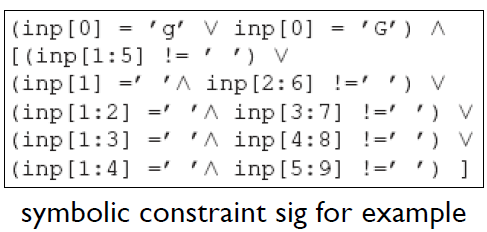 (inp[0] = 'g' ∨ inp[0] = 'G') ∧
[(inp[1:5] != ' ') ∨
(inp[1] =' '∧ inp[2:6] !=' ') ∨
(inp[1:2] =' '∧ inp[3:7] !=' ') ∨
(inp[1:3] =' '∧ inp[4:8] !=' ') ∨
(inp[1:4] =' '∧ inp[5:9] !=' ') ]
symbolic constraint sig for example